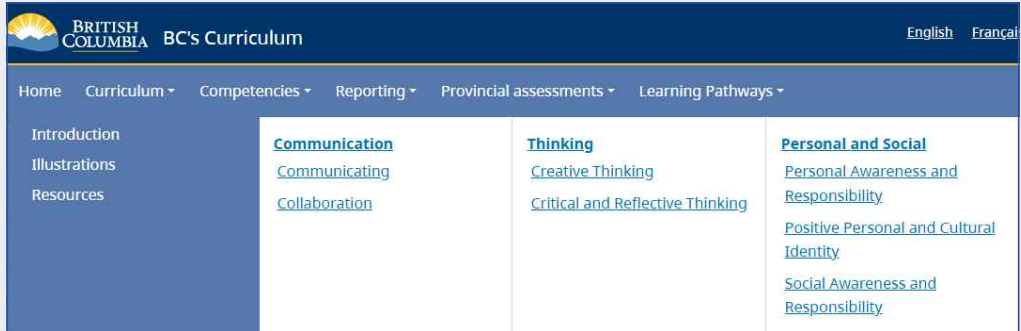 BRITISH
COLUMBIA
BC's Curriculum
English Françai
Home Curriculum Competencies Reporting Provincial assessments Learning Pathways
Introduction
Illustrations
Resources
Communication
Communicating
Collaboration
Thinking
Creative Thinking
Critical and Reflective Thinking
Personal and Social
Personal Awareness and
Responsibility
Positive Personal and Cultural
Identity
Social Awareness and
Responsibility